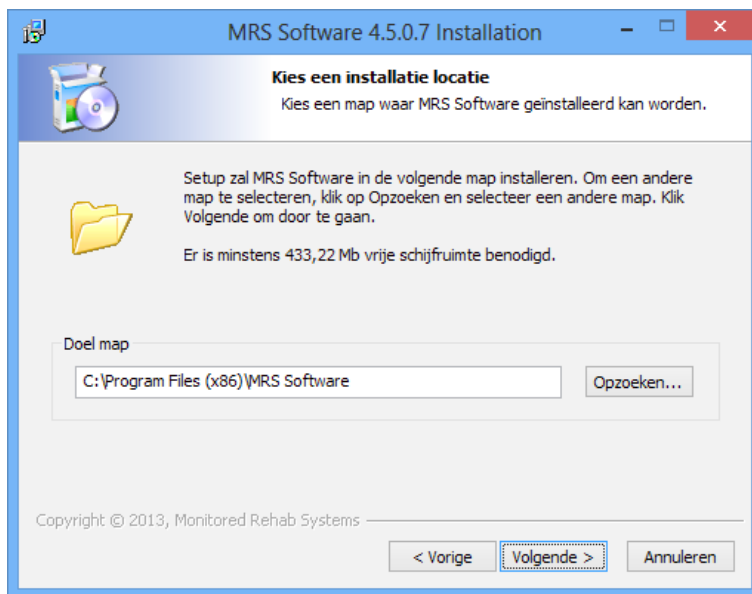 MRS Software 4.5.0.7 Installation
Kies een installatie locatie
Kies een map waar MRS Software geïnstalleerd kan worden.
Setup zal MRS Software in de volgende map installeren. Om een andere
map te selecteren, klik op Opzoeken en selecteer een andere map. Klik
Volgende om door te gaan.
Er is minstens 433,22 Mb vrije schijfruimte benodigd.
Doel map
C:\Program Files (x86)\MRS Software
Opzoeken...
Copyright © 2013, Monitored Rehab Systems
< Vorige
Volgende >
Annuleren